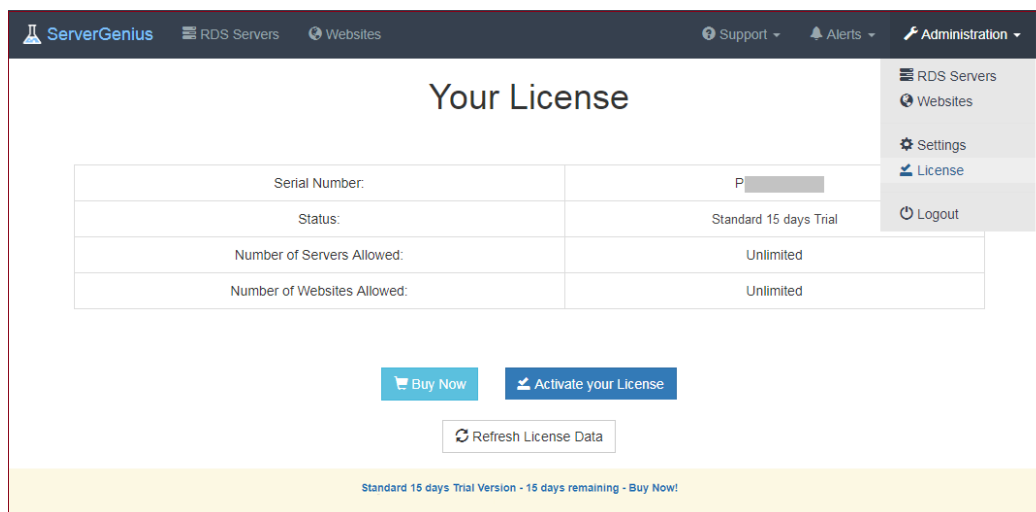 ServerGenius RDS Servers Websites Support Alerts Administration
RDS Servers
Websites
Settings
License
Logout
Your License
Serial Number: P
Status: Standard 15 days Trial
Number of Servers Allowed: Unlimited
Number of Websites Allowed: Unlimited
Buy Now Activate your License
Refresh License Data
Standard 15 days Trial Version - 15 days remaining - Buy Now!